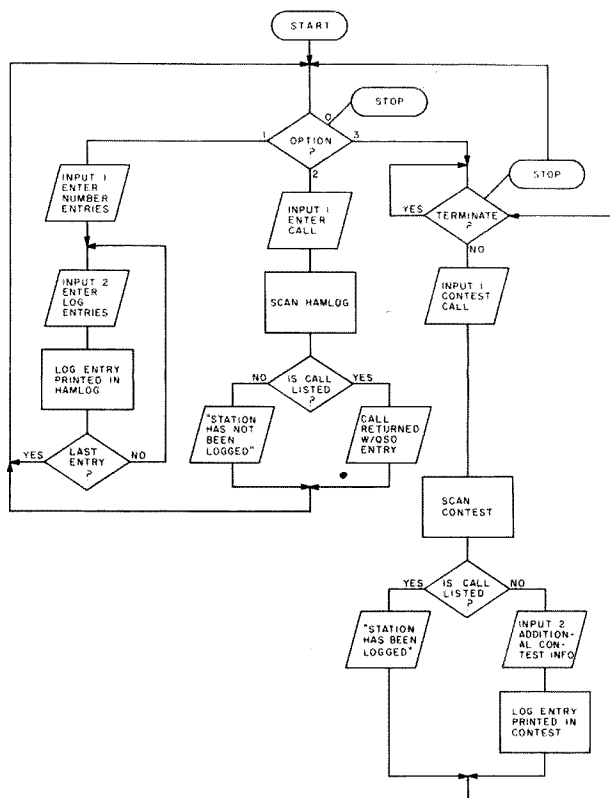 START
STOP
0
1
OPTION
?
3
2
STOP
INPUT 1
ENTER
NUMBER
ENTRIES
INPUT 1
ENTER
CALL
YES
TERMINATE
?
NO
INPUT 2
ENTER
LOG
ENTRIES
SCAN HAMLOG
INPUT 1
CONTEST
CALL
LOG ENTRY
PRINTED IN
HAMLOG
NO
IS CALL
LISTED
?
YES
YES
LAST
ENTRY
?
NO
"STATION
HAS NOT
BEEN
LOGGED"
CALL
RETURNED
W/QSO
ENTRY
SCAN
CONTEST
YES
IS CALL
LISTED
?
NO
"STATION
HAS BEEN
LOGGED"
INPUT 2
ADDITION-
AL CON-
TEST INFO
LOG ENTRY
PRINTED IN
CONTEST